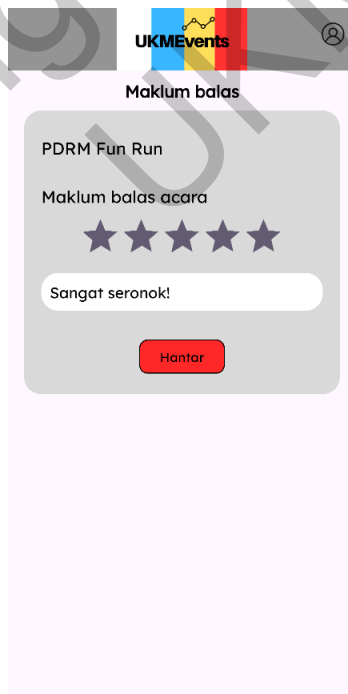 UKMEvents
Maklum balas
PDRM Fun Run
Maklum balas acara
Sangat seronok!
Hantar